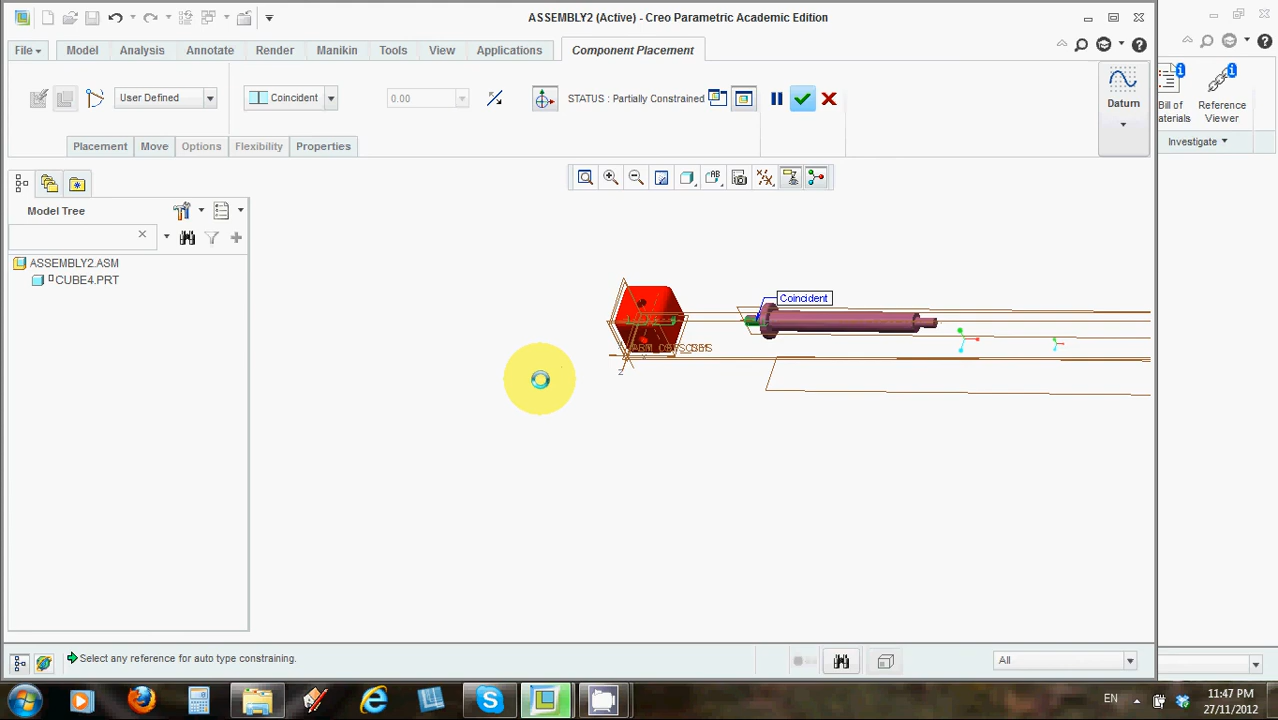 ASSEMBLY2 (Active) - Creo Parametric Academic Edition
File Model Analysis Annotate Render Manikin Tools View Applications Component Placement
User Defined Coincident 0.00 STATUS : Partially Constrained
Datum
Bill of Materials
Reference Viewer
Investigate
Placement Move Options Flexibility Properties
Model Tree
ASSEMBLY2.ASM
CUBE4.PRT
Coincident
Z
Select any reference for auto type constraining.
All
EN
11:47 PM
27/11/2012